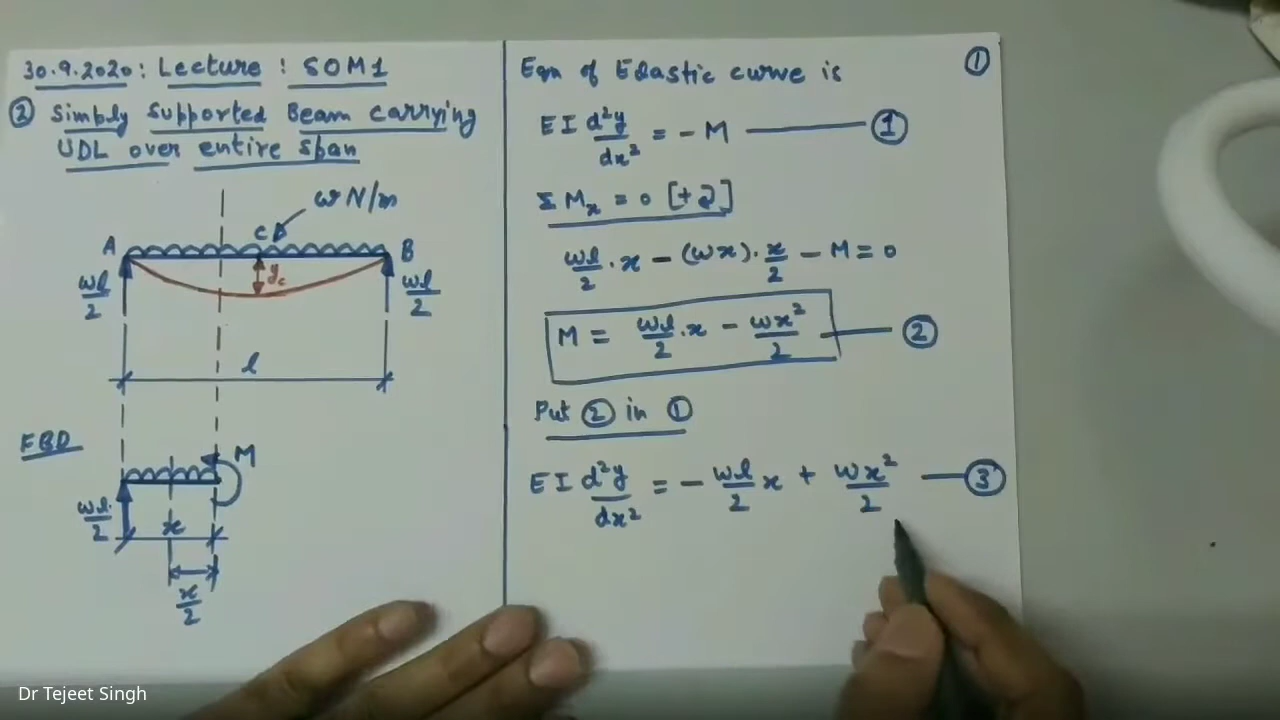 30.9.2020: Lecture: SOM1
② Simply Supported Beam carrying
UDL over entire span
w N/m
A C B
y_c
wl/2 wl/2
l
FBD
M
wl/2
x
x/2
①
Eqn of Elastic curve is
EI d²y/dx² = - M —— ①
ΣMₓ = 0 [+↻]
wl/2 · x - (wx) · x/2 - M = 0
M = wl/2 · x - wx²/2 —— ②
Put ② in ①
EI d²y/dx² = - wl/2 x + wx²/2 —— ③
Dr Tejeet Singh